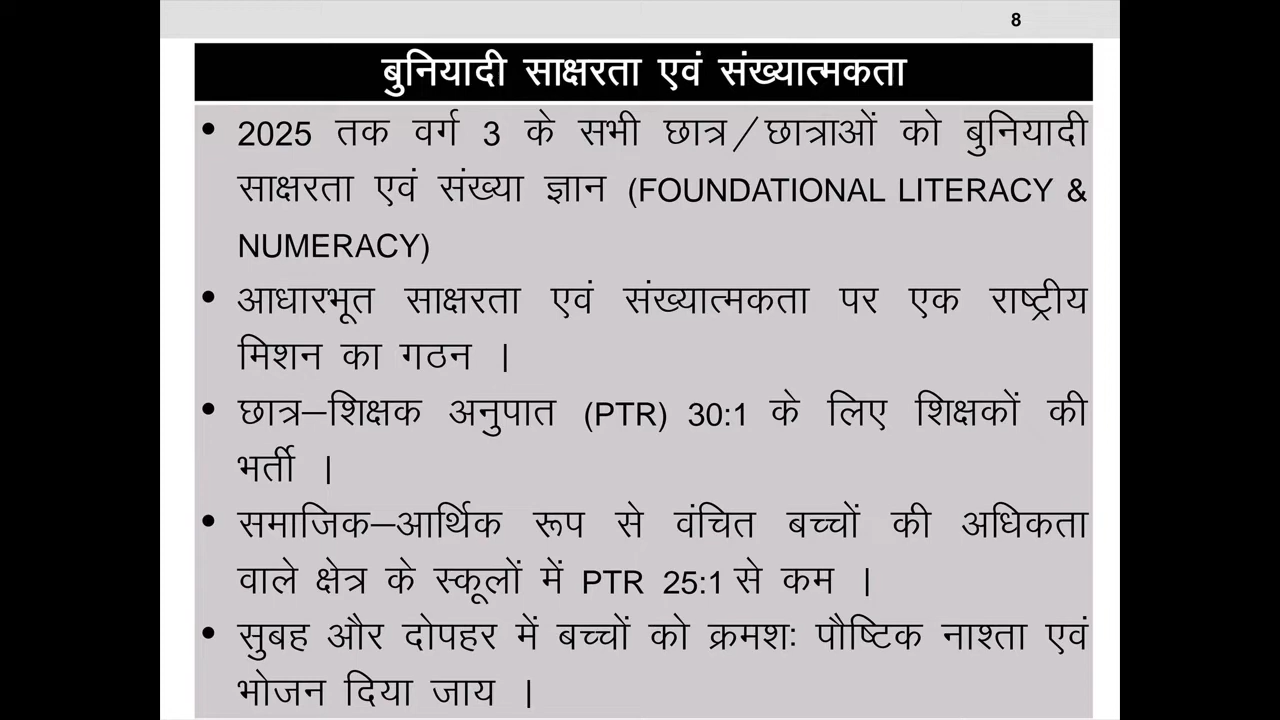 8
बुनियादी साक्षरता एवं संख्यात्मकता
• 2025 तक वर्ग 3 के सभी छात्र/छात्राओं को बुनियादी
साक्षरता एवं संख्या ज्ञान (FOUNDATIONAL LITERACY &
NUMERACY)
• आधारभूत साक्षरता एवं संख्यात्मकता पर एक राष्ट्रीय
मिशन का गठन ।
• छात्र–शिक्षक अनुपात (PTR) 30:1 के लिए शिक्षकों की
भर्ती ।
• समाजिक–आर्थिक रूप से वंचित बच्चों की अधिकता
वाले क्षेत्र के स्कूलों में PTR 25:1 से कम ।
• सुबह और दोपहर में बच्चों को क्रमशः पौष्टिक नाश्ता एवं
भोजन दिया जाय ।